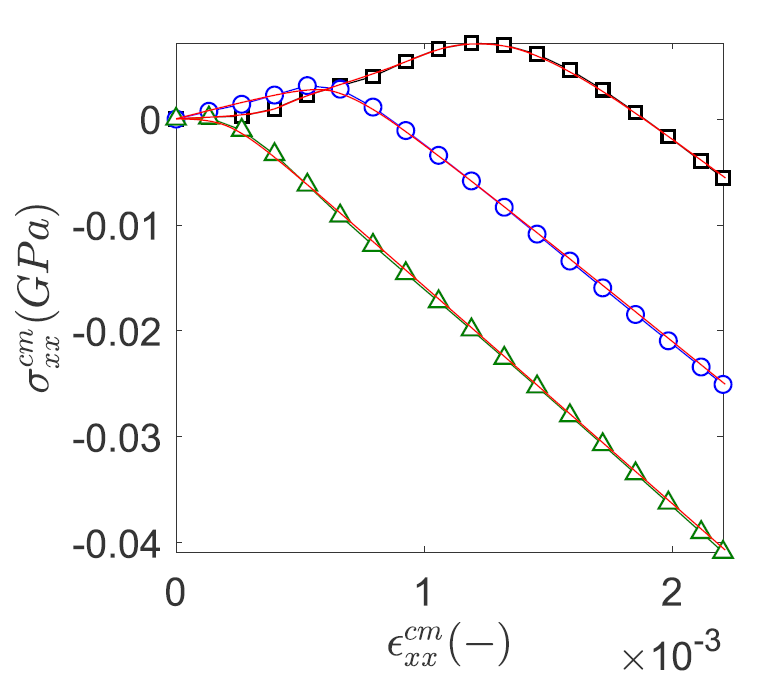 0
-0.01
-0.02
-0.03
-0.04
σ^{cm}_{xx}(GPa)
0 1 2
ϵ^{cm}_{xx}(−)
×10^{-3}